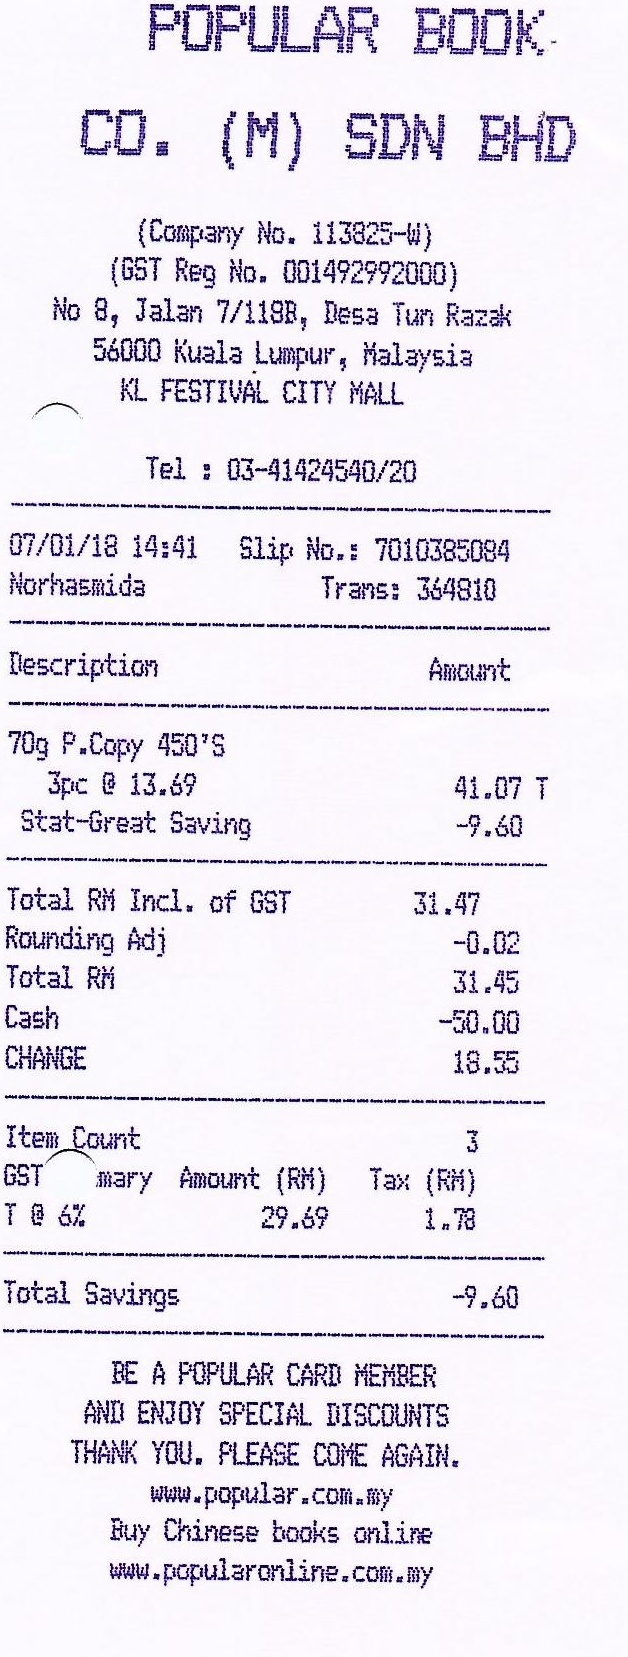 POPULAR BOOK
CO. (M) SDN BHD
(Company No. 113825-W)
(GST Reg No. 001492992000)
No 8, Jalan 7/118B, Desa Tun Razak
56000 Kuala Lumpur, Malaysia
KL FESTIVAL CITY MALL
Tel : 03-41424540/20
07/01/18 14:41 Slip No.: 7010385084
Norhasmida Trans: 364810
Description Amount
70g P.Copy 450'S
3pc @ 13.69 41.07 T
Stat-Great Saving -9.60
Total RM Incl. of GST 31.47
Rounding Adj -0.02
Total RM 31.45
Cash -50.00
CHANGE 18.55
Item Count 3
GST mary Amount (RM) Tax (RM)
T @ 6% 29.69 1.78
Total Savings -9.60
BE A POPULAR CARD MEMBER
AND ENJOY SPECIAL DISCOUNTS
THANK YOU. PLEASE COME AGAIN.
www.popular.com.my
Buy Chinese books online
www.popularonline.com.my